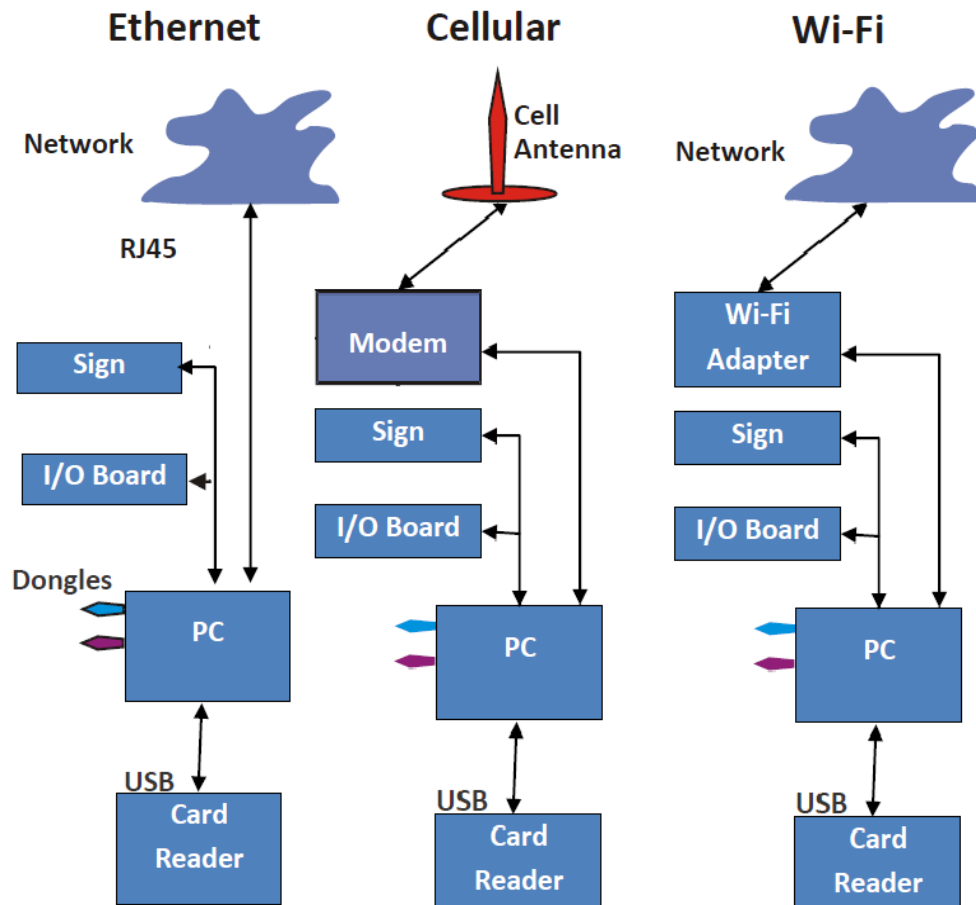 Ethernet
Network
RJ45
Sign
I/O Board
Dongles
PC
USB
Card
Reader
Cellular
Cell
Antenna
Modem
Sign
I/O Board
PC
USB
Card
Reader
Wi-Fi
Network
Wi-Fi
Adapter
Sign
I/O Board
PC
USB
Card
Reader